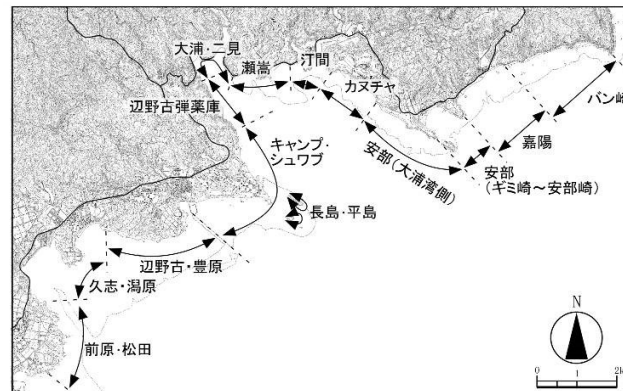 大浦・二見
瀬嵩
汀間
カヌチャ
バン崎
辺野古弾薬庫
キャンプ・
シュワブ
嘉陽
安部(大浦湾側)
安部
(ギミ崎～安部崎)
長島・平島
辺野古・豊原
久志・潟原
前原・松田
N
0 1 2k